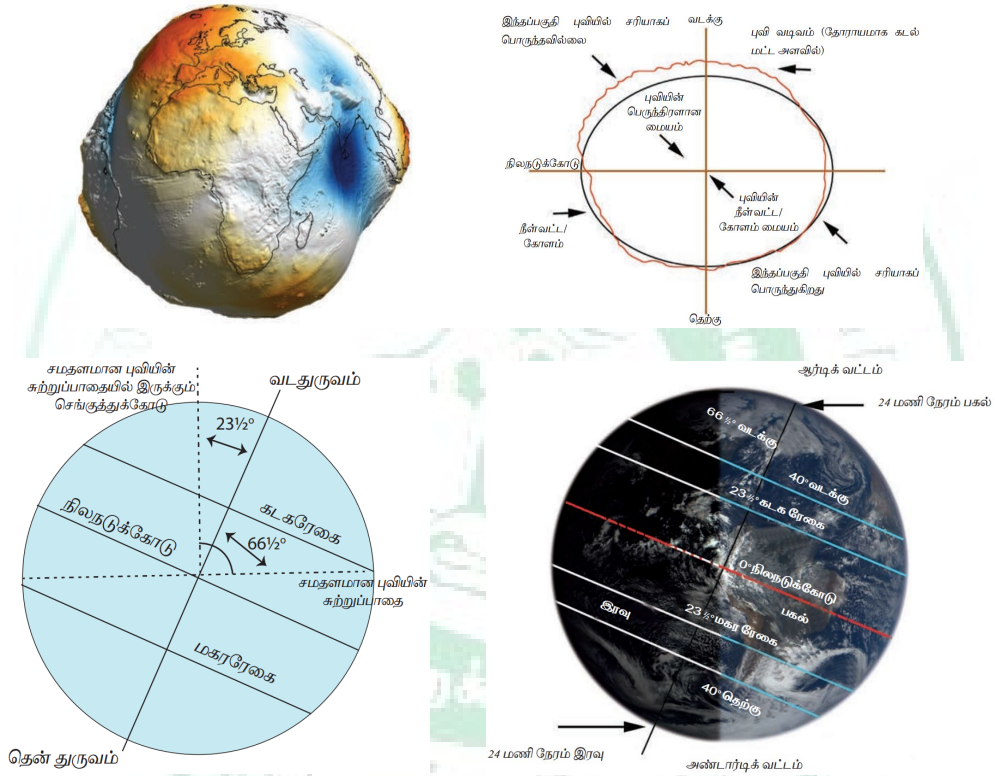 இந்தப்பகுதி புவியில் சரியாகப்
பொருந்தவில்லை
வடக்கு
புவி வடிவம் (தோராயமாக கடல்
மட்ட அளவில்)
புவியின்
பெருந்திரளான
மையம்
நிலநடுக்கோடு
புவியின்
நீள்வட்ட/
கோளம் மையம்
நீள்வட்ட/
கோளம்
இந்தப்பகுதி புவியில் சரியாகப்
பொருந்துகிறது
தெற்கு
சமதளமான புவியின்
சுற்றுப்பாதையில் இருக்கும்
செங்குத்துக்கோடு
வடதுருவம்
23½°
கடகரேகை
நிலநடுக்கோடு
66½°
சமதளமான புவியின்
சுற்றுப்பாதை
மகரரேகை
தென் துருவம்
ஆர்டிக் வட்டம்
24 மணி நேரம் பகல்
66½° வடக்கு
40° வடக்கு
23½° கடக ரேகை
0° நிலநடுக்கோடு
பகல்
இரவு
23½° மகர ரேகை
40° தெற்கு
24 மணி நேரம் இரவு
அண்டார்டிக் வட்டம்